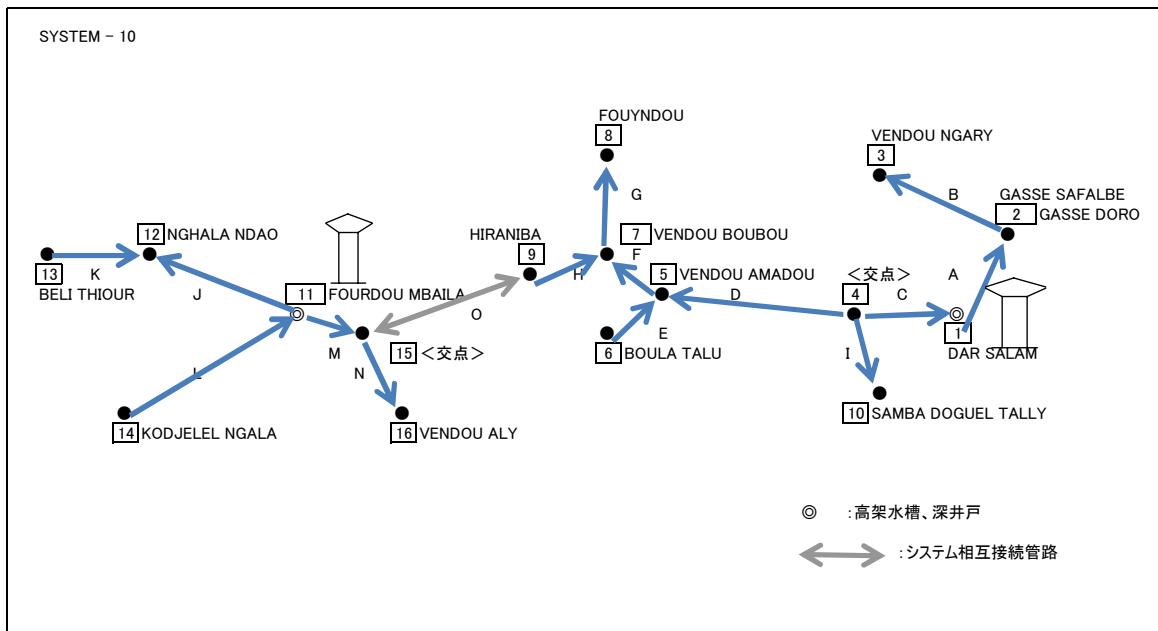 SYSTEM − 10
FOUYNDOU
8
VENDOU NGARY
3
G
B
GASSE SAFALBE
2
GASSE DORO
12 NGHALA NDAO
HIRANIBA
9
7 VENDOU BOUBOU
F
5 VENDOU AMADOU
<交点>
4
A
13
K
BELI THIOUR
J
11 FOURDOU MBAILA
H
D
C
O
E
1
DAR SALAM
M
15 <交点>
6 BOULA TALU
I
L
N
14 KODJELEL NGALA
16 VENDOU ALY
10 SAMBA DOGUEL TALLY
◎ :高架水槽、深井戸
:システム相互接続管路